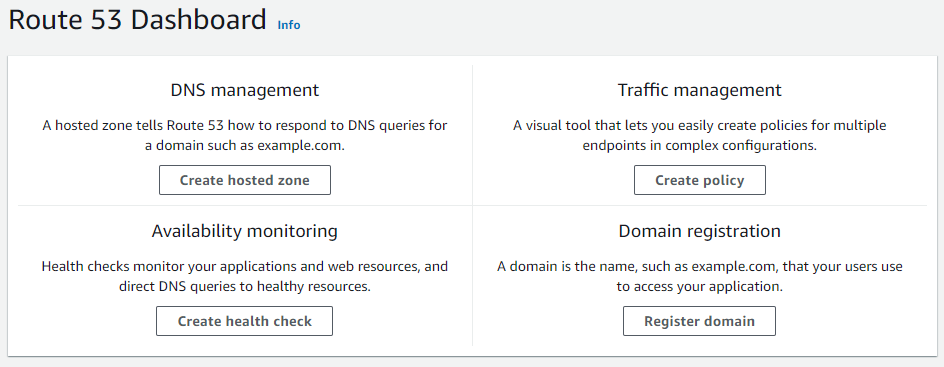 Route 53 Dashboard Info
DNS management
A hosted zone tells Route 53 how to respond to DNS queries for
a domain such as example.com.
Create hosted zone
Traffic management
A visual tool that lets you easily create policies for multiple
endpoints in complex configurations.
Create policy
Availability monitoring
Health checks monitor your applications and web resources, and
direct DNS queries to healthy resources.
Create health check
Domain registration
A domain is the name, such as example.com, that your users use
to access your application.
Register domain